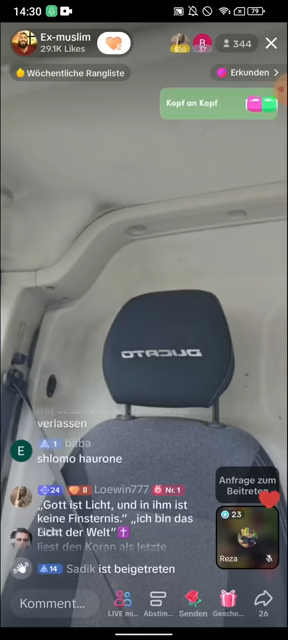 14:30
79
Ex-muslim
29.1K Likes
500
37
344
Wöchentliche Rangliste
Erkunden
Kopf an Kopf
DUCATO
verlassen
E
1 baba
shlomo haurone
24 II Loewin777 Nr. 1
„Gott ist Licht, und in ihm ist
keine Finsternis.“ „ich bin das
Licht der Welt“
liest den Koran als letzte
14 Sadik ist beigetreten
Anfrage zum
Beitreten
23
Reza
Komment...
LIVE mi...
Abstim...
Senden
Gesche...
26